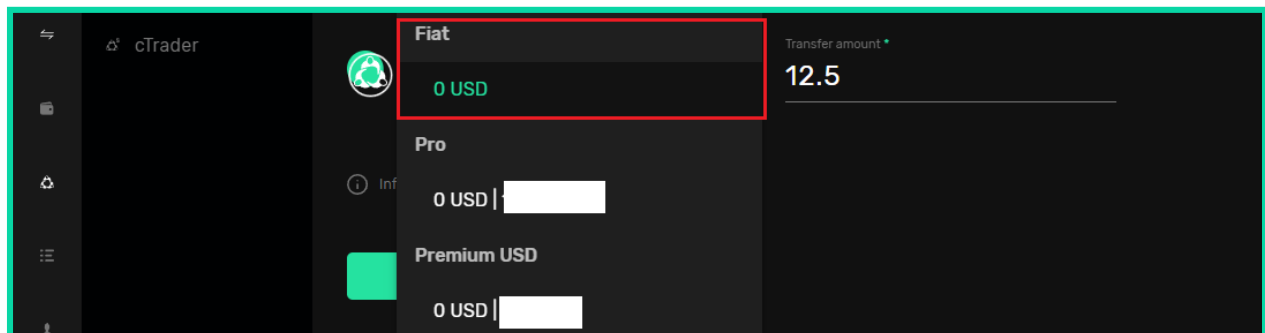 cTrader
Fiat
0 USD
Pro
0 USD |
Premium USD
0 USD |
Inf
Transfer amount *
12.5